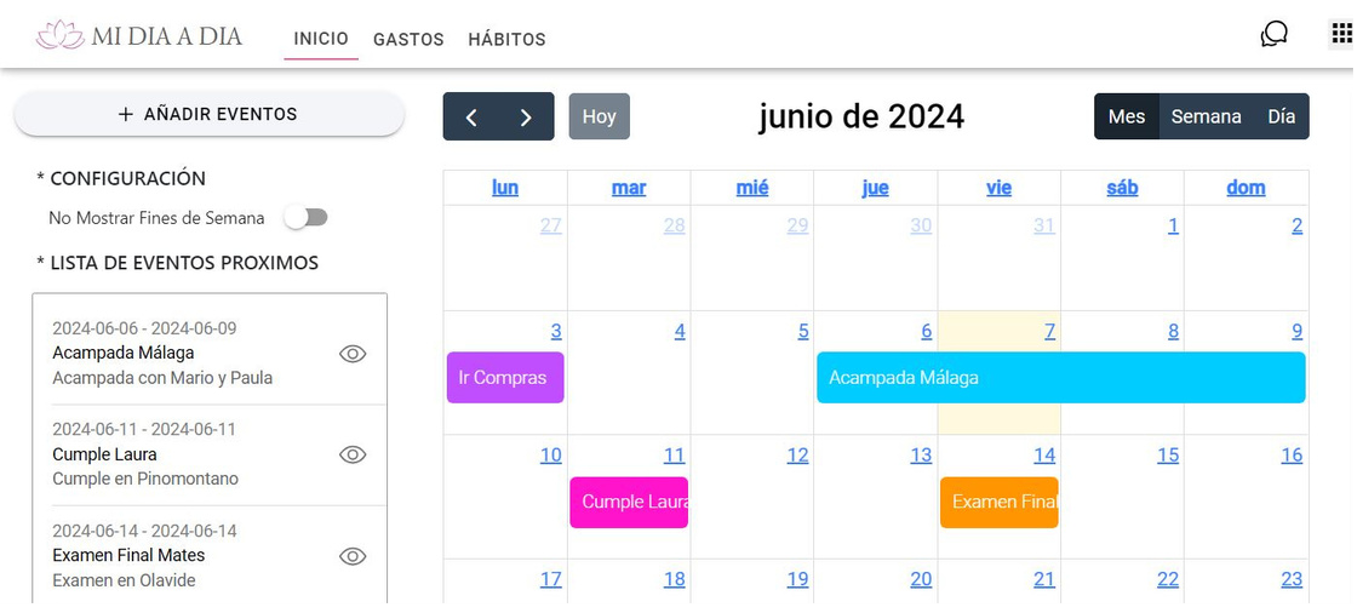 MI DIA A DIA INICIO GASTOS HÁBITOS
+ AÑADIR EVENTOS
* CONFIGURACIÓN
No Mostrar Fines de Semana
* LISTA DE EVENTOS PROXIMOS
2024-06-06 - 2024-06-09
Acampada Málaga
Acampada con Mario y Paula
2024-06-11 - 2024-06-11
Cumple Laura
Cumple en Pinomontano
2024-06-14 - 2024-06-14
Examen Final Mates
Examen en Olavide
Hoy junio de 2024 Mes Semana Día
lun mar mié jue vie sáb dom
27 28 29 30 31 1 2
3 4 5 6 7 8 9
Ir Compras Acampada Málaga
10 11 12 13 14 15 16
Cumple Laura Examen Final
17 18 19 20 21 22 23